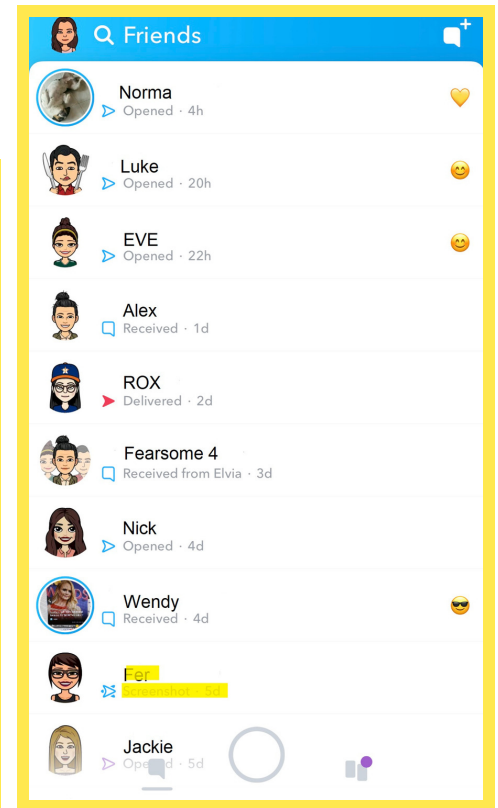 Friends
Norma
Opened · 4h
Luke
Opened · 20h
EVE
Opened · 22h
Alex
Received · 1d
ROX
Delivered · 2d
Fearsome 4
Received from Elvia · 3d
Nick
Opened · 4d
Wendy
Received · 4d
Fer
Screenshot · 5d
Jackie
Opened · 5d